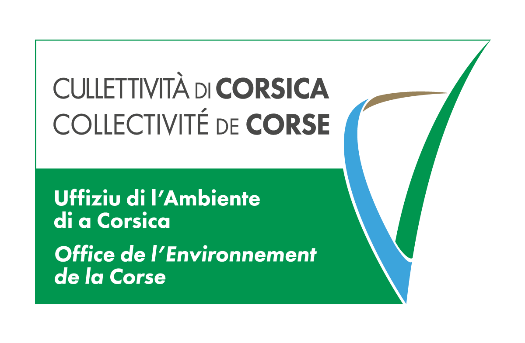 CULLETTIVITÀ DI CORSICA
COLLECTIVITÉ DE CORSE
Uffiziu di l'Ambiente
di a Corsica
Office de l'Environnement
de la Corse